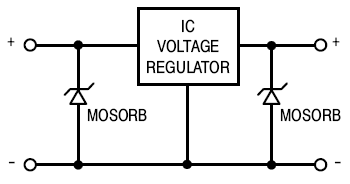 IC
VOLTAGE
REGULATOR
+ +
MOSORB MOSORB
– –